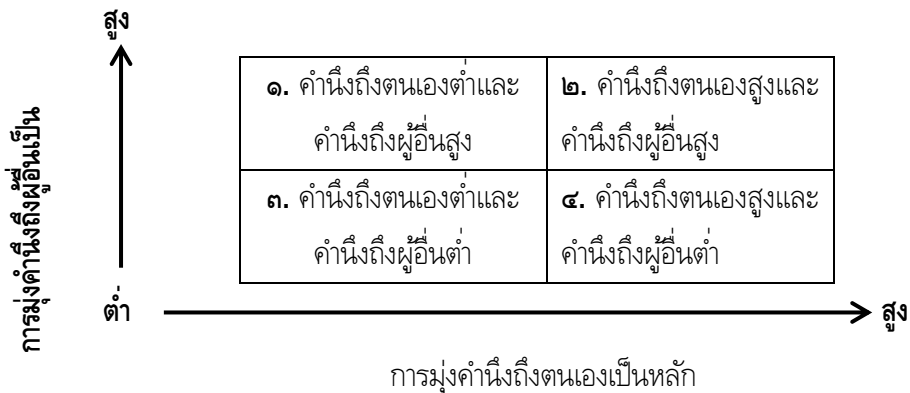 สูง
๑. คำนึงถึงตนเองต่ำและ
คำนึงถึงผู้อื่นสูง
๒. คำนึงถึงตนเองสูงและ
คำนึงถึงผู้อื่นสูง
๓. คำนึงถึงตนเองต่ำและ
คำนึงถึงผู้อื่นต่ำ
๔. คำนึงถึงตนเองสูงและ
คำนึงถึงผู้อื่นต่ำ
การมุ่งคำนึงถึงผู้อื่นเป็น
ต่ำ
สูง
การมุ่งคำนึงถึงตนเองเป็นหลัก